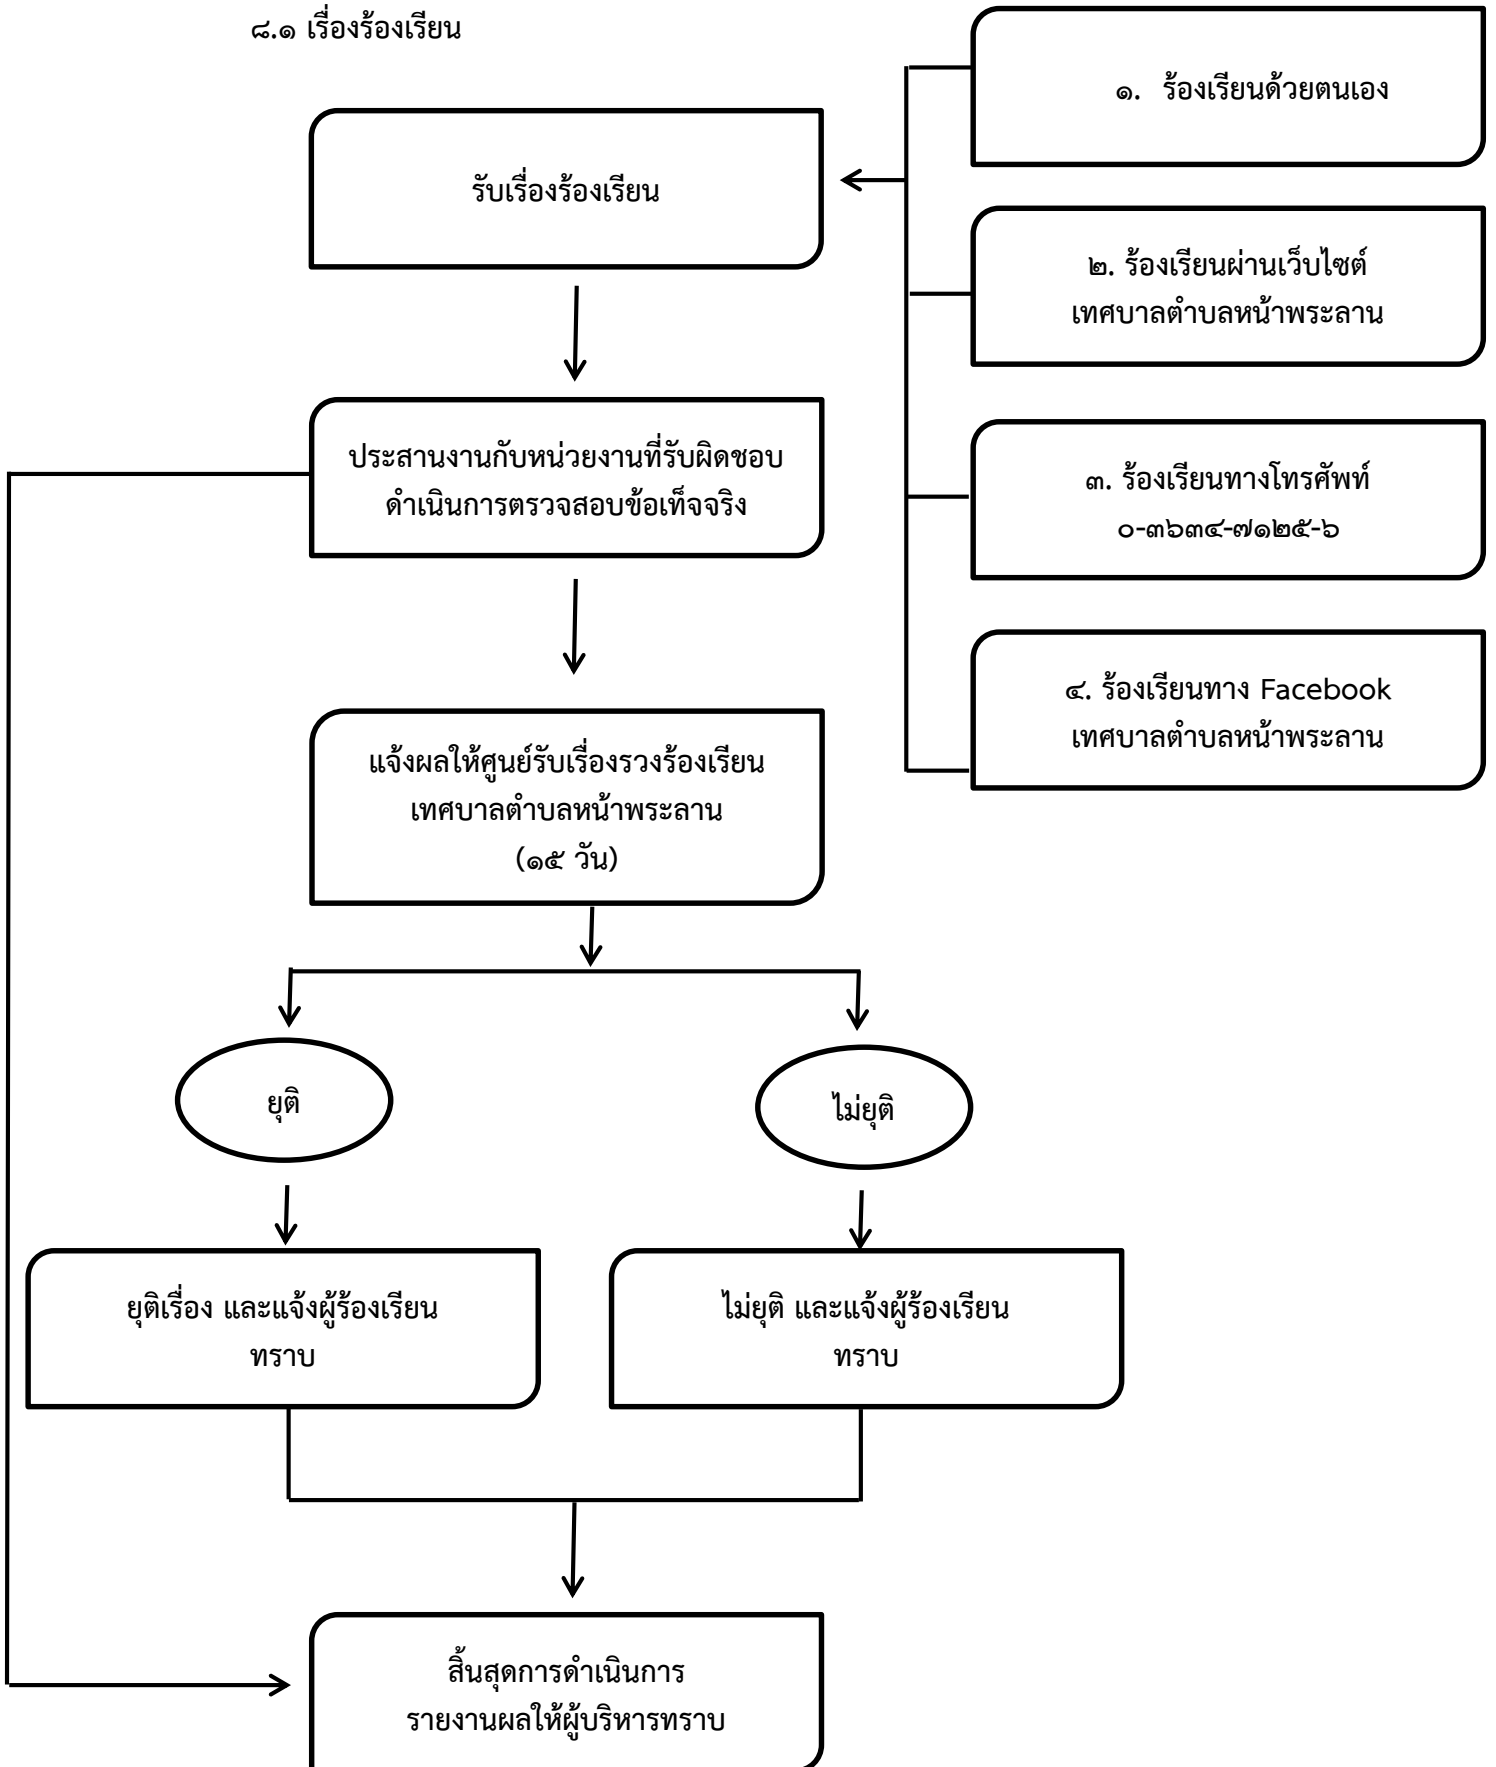 ๘.๑ เรื่องร้องเรียน
๑. ร้องเรียนด้วยตนเอง
รับเรื่องร้องเรียน
๒. ร้องเรียนผ่านเว็บไซต์
เทศบาลตำบลหน้าพระลาน
ประสานงานกับหน่วยงานที่รับผิดชอบ
ดำเนินการตรวจสอบข้อเท็จจริง
๓. ร้องเรียนทางโทรศัพท์
๐-๓๖๓๔-๗๑๒๕-๖
๔. ร้องเรียนทาง Facebook
เทศบาลตำบลหน้าพระลาน
แจ้งผลให้ศูนย์รับเรื่องรวงร้องเรียน
เทศบาลตำบลหน้าพระลาน
(๑๕ วัน)
ยุติ
ไม่ยุติ
ยุติเรื่อง และแจ้งผู้ร้องเรียน
ทราบ
ไม่ยุติ และแจ้งผู้ร้องเรียน
ทราบ
สิ้นสุดการดำเนินการ
รายงานผลให้ผู้บริหารทราบ